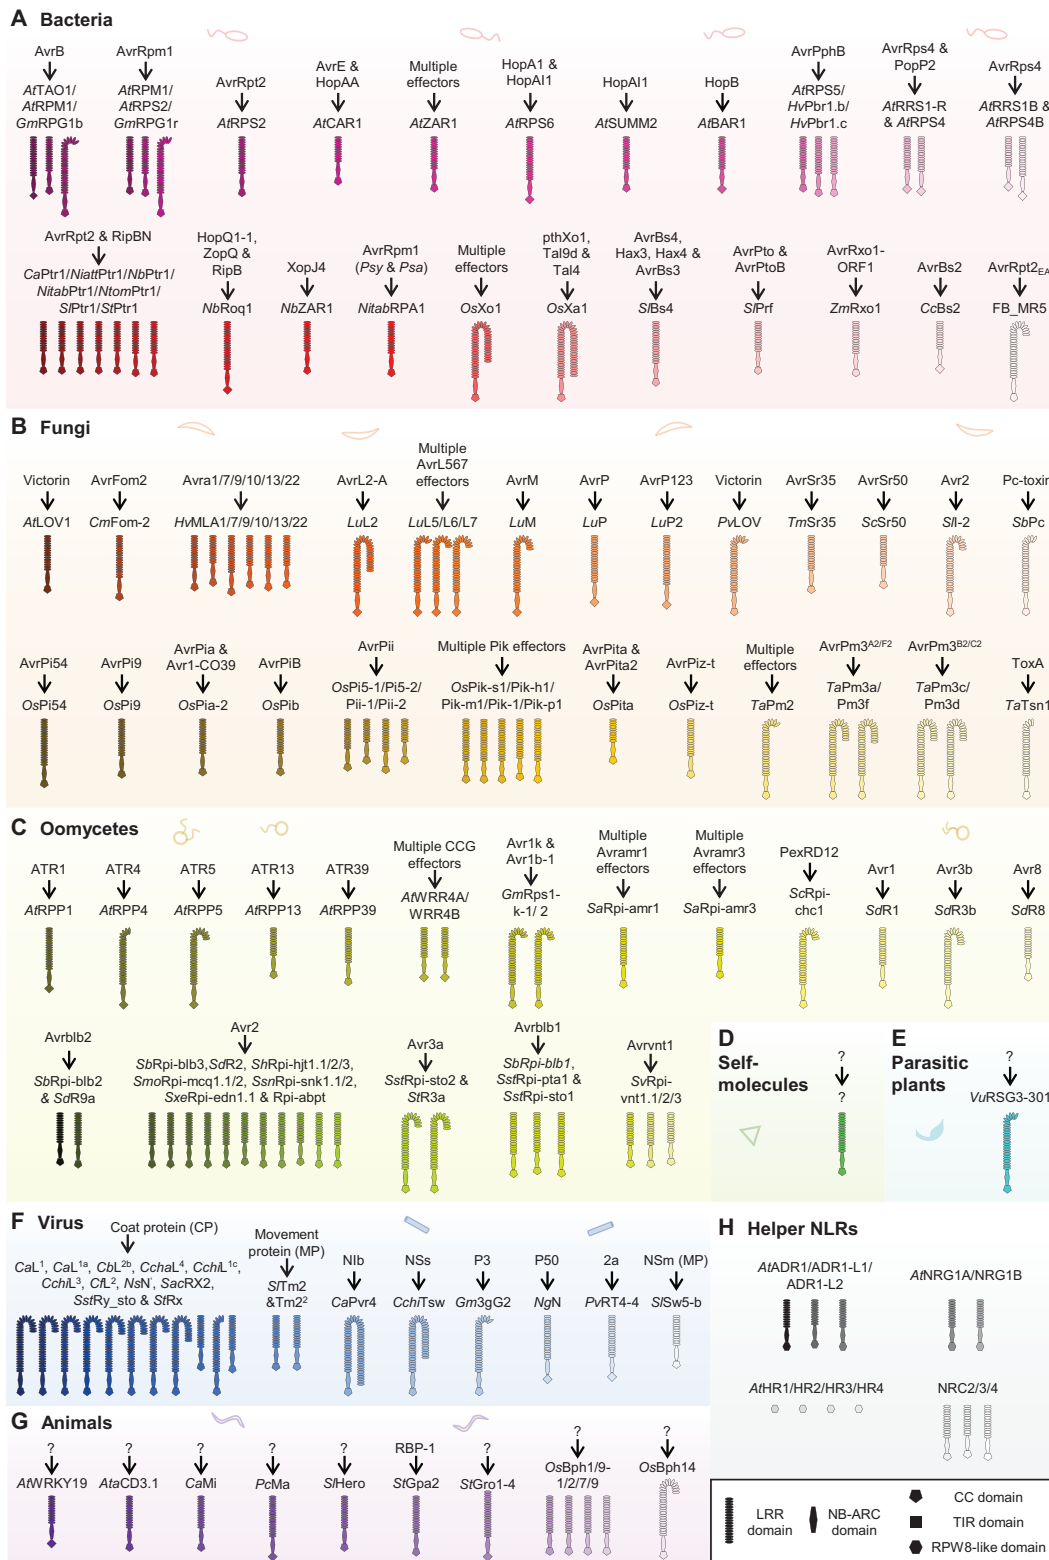 A Bacteria
AvrB
AtTAO1/
AtRPM1/
GmRPG1b
AvrRpm1
AtRPM1/
AtRPS2/
GmRPG1r
AvrRpt2
AtRPS2
AvrE &
HopAA
AtCAR1
Multiple
effectors
AtZAR1
HopA1 &
HopAI1
AtRPS6
HopAI1
AtSUMM2
HopB
AtBAR1
AvrPphB
AtRPS5/
HvPbr1.b/
HvPbr1.c
AvrRps4 &
PopP2
AtRRS1-R
& AtRPS4
AvrRps4
AtRRS1B &
AtRPS4B
AvrRpt2 & RipBN
CaPtr1/NiattPtr1/NbPtr1/
NitabPtr1/NtomPtr1/
SlPtr1/StPtr1
HopQ1-1,
ZopQ &
RipB
NbRoq1
XopJ4
NbZAR1
AvrRpm1
(Psy & Psa)
NitabRPA1
Multiple
effectors
OsXo1
pthXo1,
Tal9d &
Tal4
OsXa1
AvrBs4,
Hax3, Hax4 &
AvrBs3
SlBs4
AvrPto &
AvrPtoB
SlPrf
AvrRxo1-
ORF1
ZmRxo1
AvrBs2
CcBs2
AvrRpt2EA
FB_MR5
B Fungi
Victorin
AtLOV1
AvrFom2
CmFom-2
Avra1/7/9/10/13/22
HvMLA1/7/9/10/13/22
AvrL2-A
LuL2
Multiple
AvrL567
effectors
LuL5/L6/L7
AvrM
LuM
AvrP
LuP
AvrP123
LuP2
Victorin
PvLOV
AvrSr35
TmSr35
AvrSr50
ScSr50
Avr2
SlI-2
Pc-toxin
SbPc
AvrPi54
OsPi54
AvrPi9
OsPi9
AvrPia &
Avr1-CO39
OsPia-2
AvrPiB
OsPib
AvrPii
OsPi5-1/Pi5-2/
Pii-1/Pii-2
Multiple Pik effectors
OsPik-s1/Pik-h1/
Pik-m1/Pik-1/Pik-p1
AvrPita &
AvrPita2
OsPita
AvrPiz-t
OsPiz-t
Multiple
effectors
TaPm2
AvrPm3A2/F2
TaPm3a/
Pm3f
AvrPm3B2/C2
TaPm3c/
Pm3d
ToxA
TaTsn1
C Oomycetes
ATR1
AtRPP1
ATR4
AtRPP4
ATR5
AtRPP5
ATR13
AtRPP13
ATR39
AtRPP39
Multiple CCG
effectors
AtWRR4A/
WRR4B
Avr1k &
Avr1b-1
GmRps1-
k-1/ 2
Multiple
Avramr1
effectors
SaRpi-amr1
Multiple
Avramr3
effectors
SaRpi-amr3
PexRD12
ScRpi-
chc1
Avr1
SdR1
Avr3b
SdR3b
Avr8
SdR8
Avrblb2
SbRpi-blb2
& SdR9a
Avr2
SbRpi-blb3,SdR2, ShRpi-hjt1.1/2/3,
SmoRpi-mcq1.1/2, SsnRpi-snk1.1/2,
SxeRpi-edn1.1 & Rpi-abpt
Avr3a
SstRpi-sto2 &
StR3a
Avrblb1
SbRpi-blb1,
SstRpi-pta1 &
SstRpi-sto1
Avrvnt1
SvRpi-
vnt1.1/2/3
D
Self-
molecules
?
?
E
Parasitic
plants
?
VuRSG3-301
F Virus
Coat protein (CP)
CaL1, CaL1a, CbL2b, CchaL4, CchiL1c,
CchiL3, CfL2, NsN', SacRX2,
SstRy_sto & StRx
Movement
protein (MP)
SlTm2
&Tm22
NIb
CaPvr4
NSs
CchiTsw
P3
Gm3gG2
P50
NgN
2a
PvRT4-4
NSm (MP)
SlSw5-b
G Animals
?
AtWRKY19
?
AtaCD3.1
?
CaMi
?
PcMa
?
SlHero
RBP-1
StGpa2
?
StGro1-4
?
OsBph1/9-
1/2/7/9
?
OsBph14
H Helper NLRs
AtADR1/ADR1-L1/
ADR1-L2
AtNRG1A/NRG1B
AtHR1/HR2/HR3/HR4
NRC2/3/4
LRR
domain
NB-ARC
domain
CC domain
TIR domain
RPW8-like domain